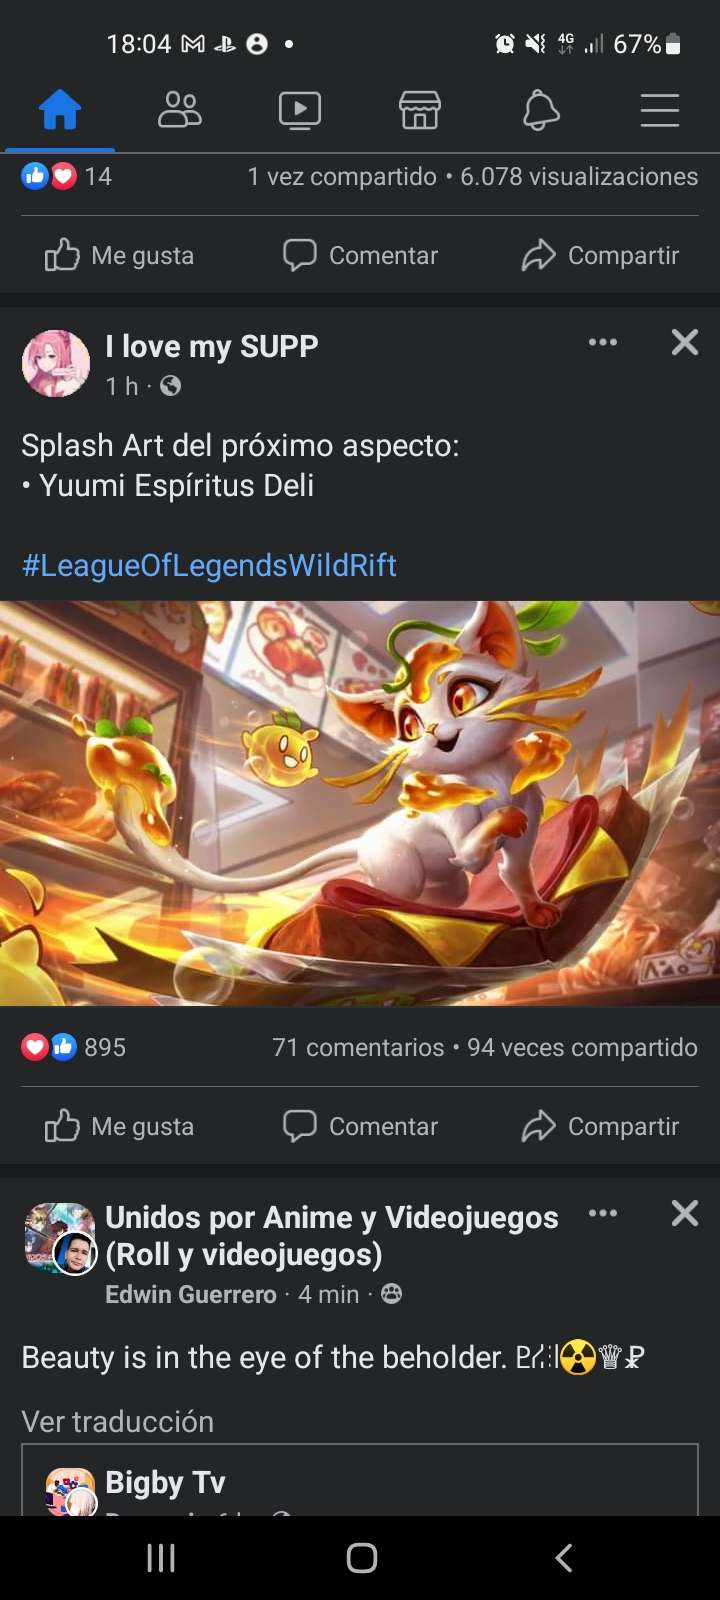 18:04
4G
67%
14
1 vez compartido • 6.078 visualizaciones
Me gusta
Comentar
Compartir
I love my SUPP
1 h ·
Splash Art del próximo aspecto:
• Yuumi Espíritus Deli
#LeagueOfLegendsWildRift
895
71 comentarios • 94 veces compartido
Me gusta
Comentar
Compartir
Unidos por Anime y Videojuegos
(Roll y videojuegos)
Edwin Guerrero · 4 min ·
Beauty is in the eye of the beholder.
Ver traducción
Bigby Tv